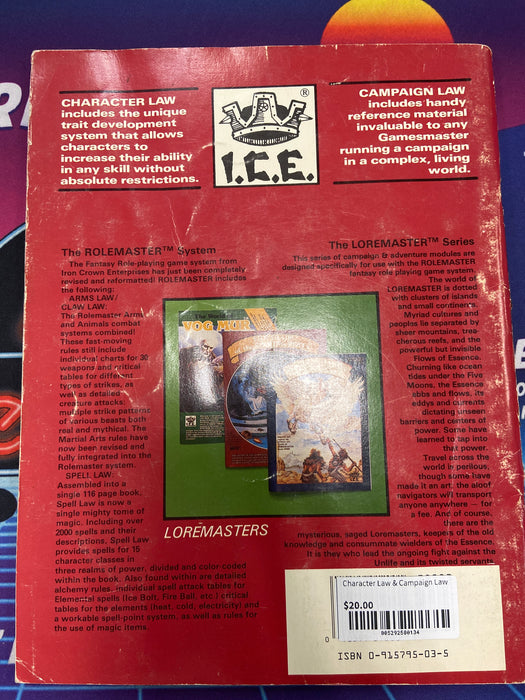 CHARACTER LAW
includes the unique
trait development
system that allows
characters to
increase their ability
in any skill without
absolute restrictions.
®
I.C.E.
CAMPAIGN LAW
includes handy
reference material
invaluable to any
Gamesmaster
running a campaign
in a complex, living
world.
The ROLEMASTER™ System
The Fantasy Role-playing game system from
Iron Crown Enterprises has just been completely
revised and reformatted! ROLEMASTER includes
the following:
ARMS LAW/
CLAW LAW:
The Rolemaster Arms
and Animals combat
systems combined!
These fast-moving
rules still include
individual charts for 30
weapons and critical
tables for different
types of strikes, as
well as detailed
creature attacks:
multiple strike patterns
of various beasts both
real and mythical. The
Martial Arts rules have
now been revised and
fully integrated into the
Rolemaster system.
SPELL LAW:
Assembled into a
single 116 page book,
Spell Law is now one
single mighty tome of
magic. Including over
2000 spells and their
descriptions, Spell Law
provides spells for 15
character classes in
three realms of power, divided and color coded
within the book. Also found within are detailed
alchemy rules, individual spell attack tables for
Elemental spells (Ice Bolt, Fire Ball, etc.) critical
tables for the elements (heat, cold, electricity) and
a workable spell-point system, as well as rules for
the use of magic items.
The LOREMASTER™ Series
This series of campaign & adventure modules are
designed specifically for use with the ROLEMASTER
fantasy role playing game system.
The world of
LOREMASTER is dotted
with clusters of islands
and small continents.
Myriad cultures and
peoples lie separated by
sheer mountains, trea-
cherous reefs, and the
powerful but invisible
Flows of Essence.
Churning like ocean
tides under the Five
Moons, the Essence
ebbs and flows, its
eddys and currents
dictating unseen
barriers and centers of
power. Some have
learned to tap into
that power.
Travel across the
world is perilous;
though some have
made it an art: the aloof
navigators will transport
anyone anywhere — for
a fee. And of course,
there are the
mysterious, saged Loremasters, keepers of the old
knowledge and consummate wielders of the Essence.
It is they who lead the ongoing fight against the
Unlife and its twisted servants.
The World
VOG MUR
I.C.E.
LOREMASTERS
Character Law & Campaign Law
$20.00
005292500134
0
ISBN 0-915795-03-5